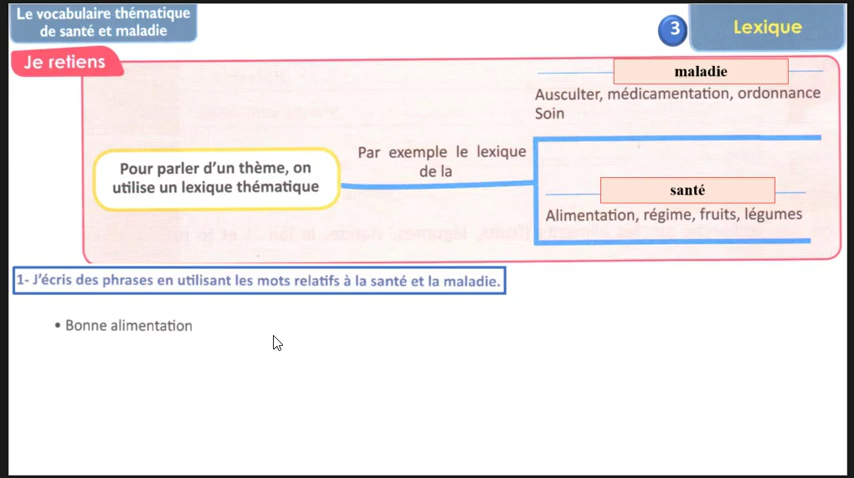 Le vocabulaire thématique
de santé et maladie
3
Lexique
Je retiens
maladie
Ausculter, médicamentation, ordonnance
Soin
Pour parler d'un thème, on
utilise un lexique thématique
Par exemple le lexique
de la
santé
Alimentation, régime, fruits, légumes
1- J'écris des phrases en utilisant les mots relatifs à la santé et la maladie.
• Bonne alimentation